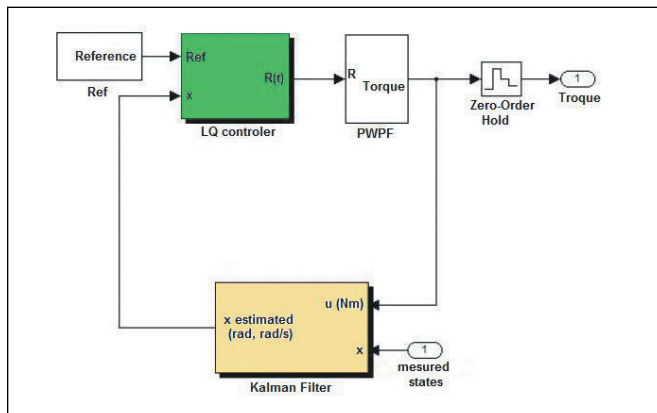 Reference
Ref
Ref
x
R(t)
LQ controler
R
Torque
PWPF
Zero-Order
Hold
1
Troque
u (Nm)
x estimated
(rad, rad/s)
x
Kalman Filter
1
mesured
states